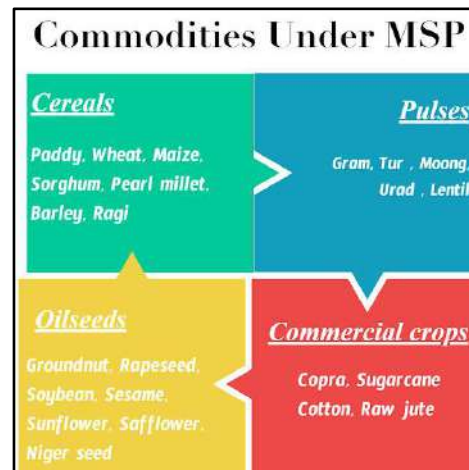 Commodities Under MSP
Cereals
Paddy, Wheat, Maize,
Sorghum, Pearl millet,
Barley, Ragi
Pulses
Gram, Tur , Moong,
Urad , Lentil
Oilseeds
Groundnut, Rapeseed,
Soybean, Sesame,
Sunflower, Safflower,
Niger seed
Commercial crops
Copra, Sugarcane
Cotton, Raw jute